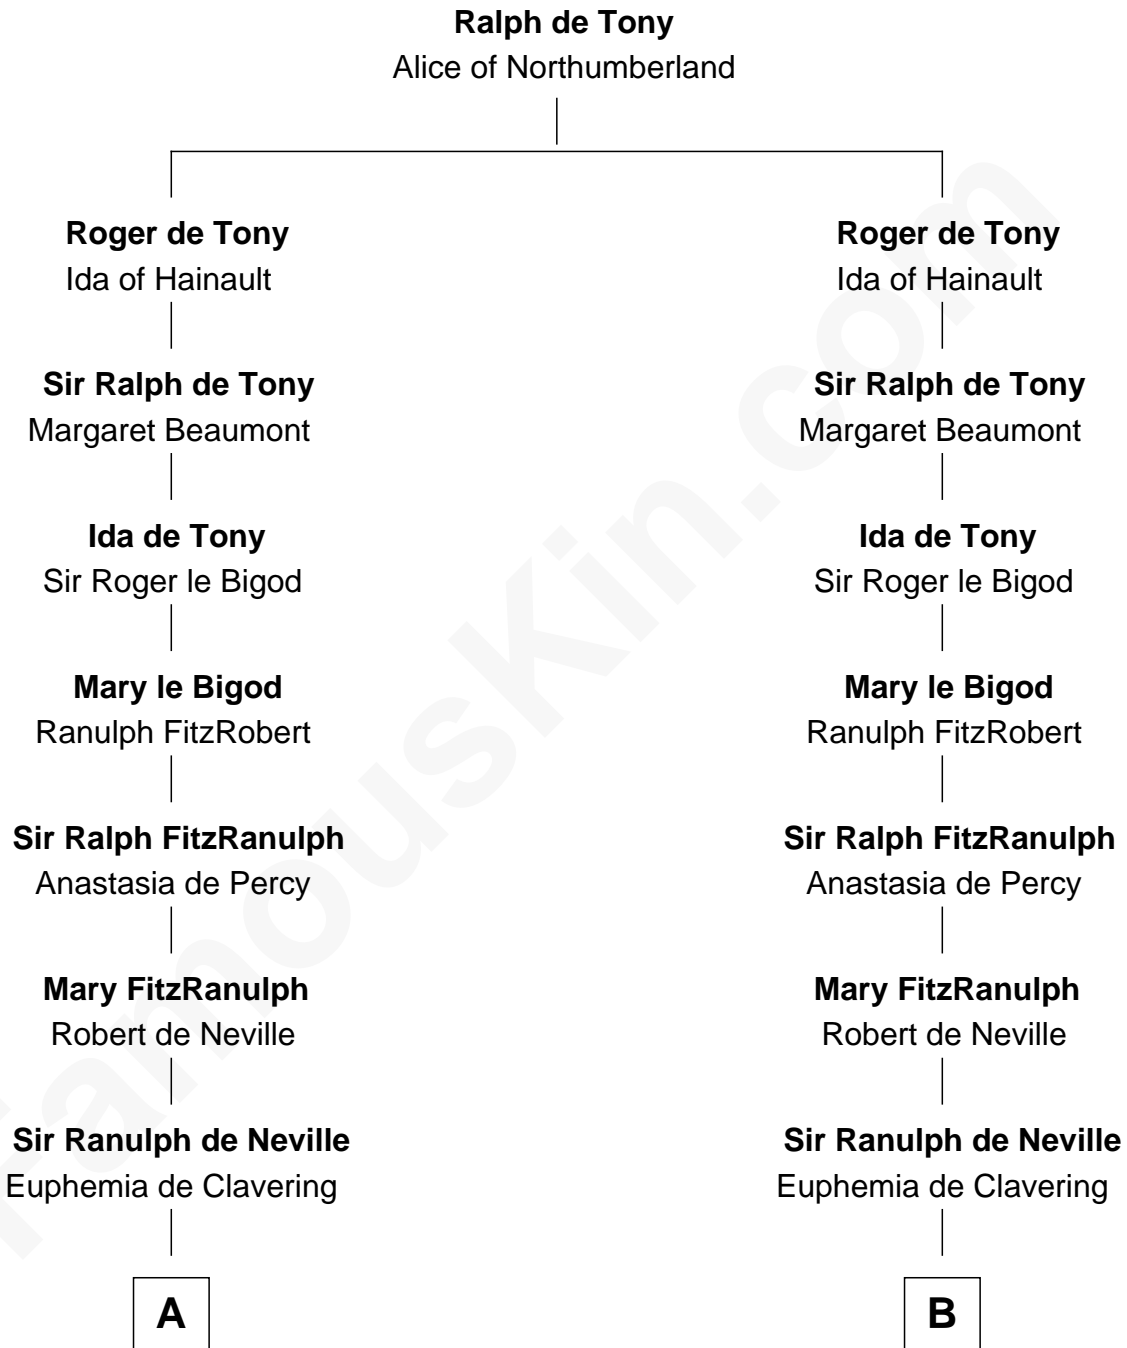 Ralph de Tony
Alice of Northumberland
Roger de Tony
Ida of Hainault
Roger de Tony
Ida of Hainault
Sir Ralph de Tony
Margaret Beaumont
Sir Ralph de Tony
Margaret Beaumont
Ida de Tony
Sir Roger le Bigod
Ida de Tony
Sir Roger le Bigod
Mary le Bigod
Ranulph FitzRobert
Mary le Bigod
Ranulph FitzRobert
Sir Ralph FitzRanulph
Anastasia de Percy
Sir Ralph FitzRanulph
Anastasia de Percy
Mary FitzRanulph
Robert de Neville
Mary FitzRanulph
Robert de Neville
Sir Ranulph de Neville
Euphemia de Clavering
Sir Ranulph de Neville
Euphemia de Clavering
A
B
FamousKin.com